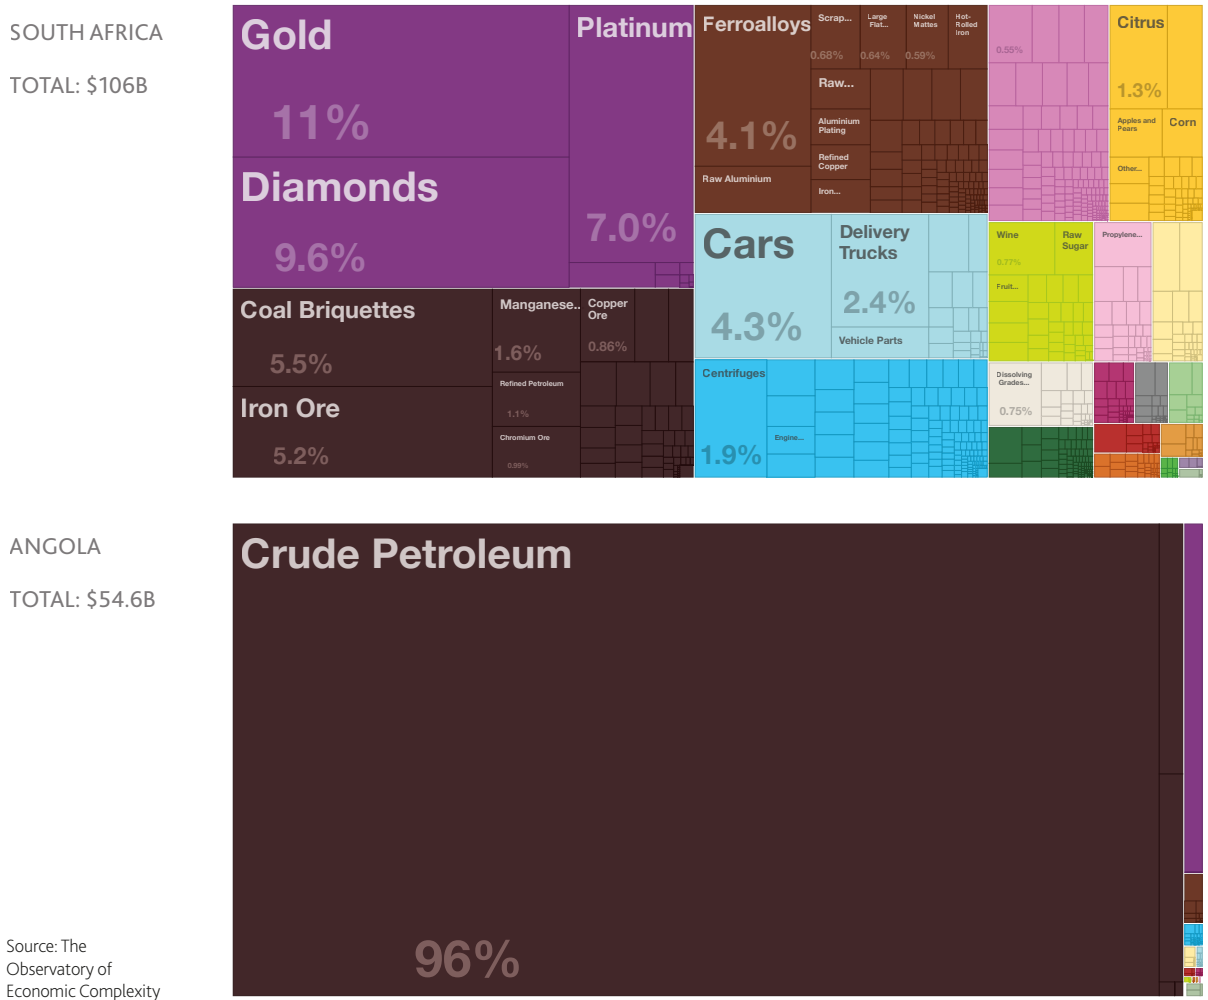 SOUTH AFRICA
TOTAL: $106B
Gold
11%
Diamonds
9.6%
Platinum
7.0%
Coal Briquettes
5.5%
Iron Ore
5.2%
Manganese..
1.6%
Refined Petroleum
1.1%
Chromium Ore
0.99%
Copper
Ore
0.86%
Ferroalloys
4.1%
Raw Aluminium
Scrap...
0.68%
Large
Flat...
0.64%
Nickel
Mattes
0.59%
Hot-
Rolled
Iron
Raw...
Aluminium
Plating
Refined
Copper
Iron...
Cars
4.3%
Delivery
Trucks
2.4%
Vehicle Parts
Centrifuges
1.9%
Engine...
0.55%
Citrus
1.3%
Apples and
Pears
Corn
Other...
Wine
0.77%
Raw
Sugar
Fruit...
Propylene...
Dissolving
Grades...
0.75%
ANGOLA
TOTAL: $54.6B
Crude Petroleum
96%
Source: The
Observatory of
Economic Complexity